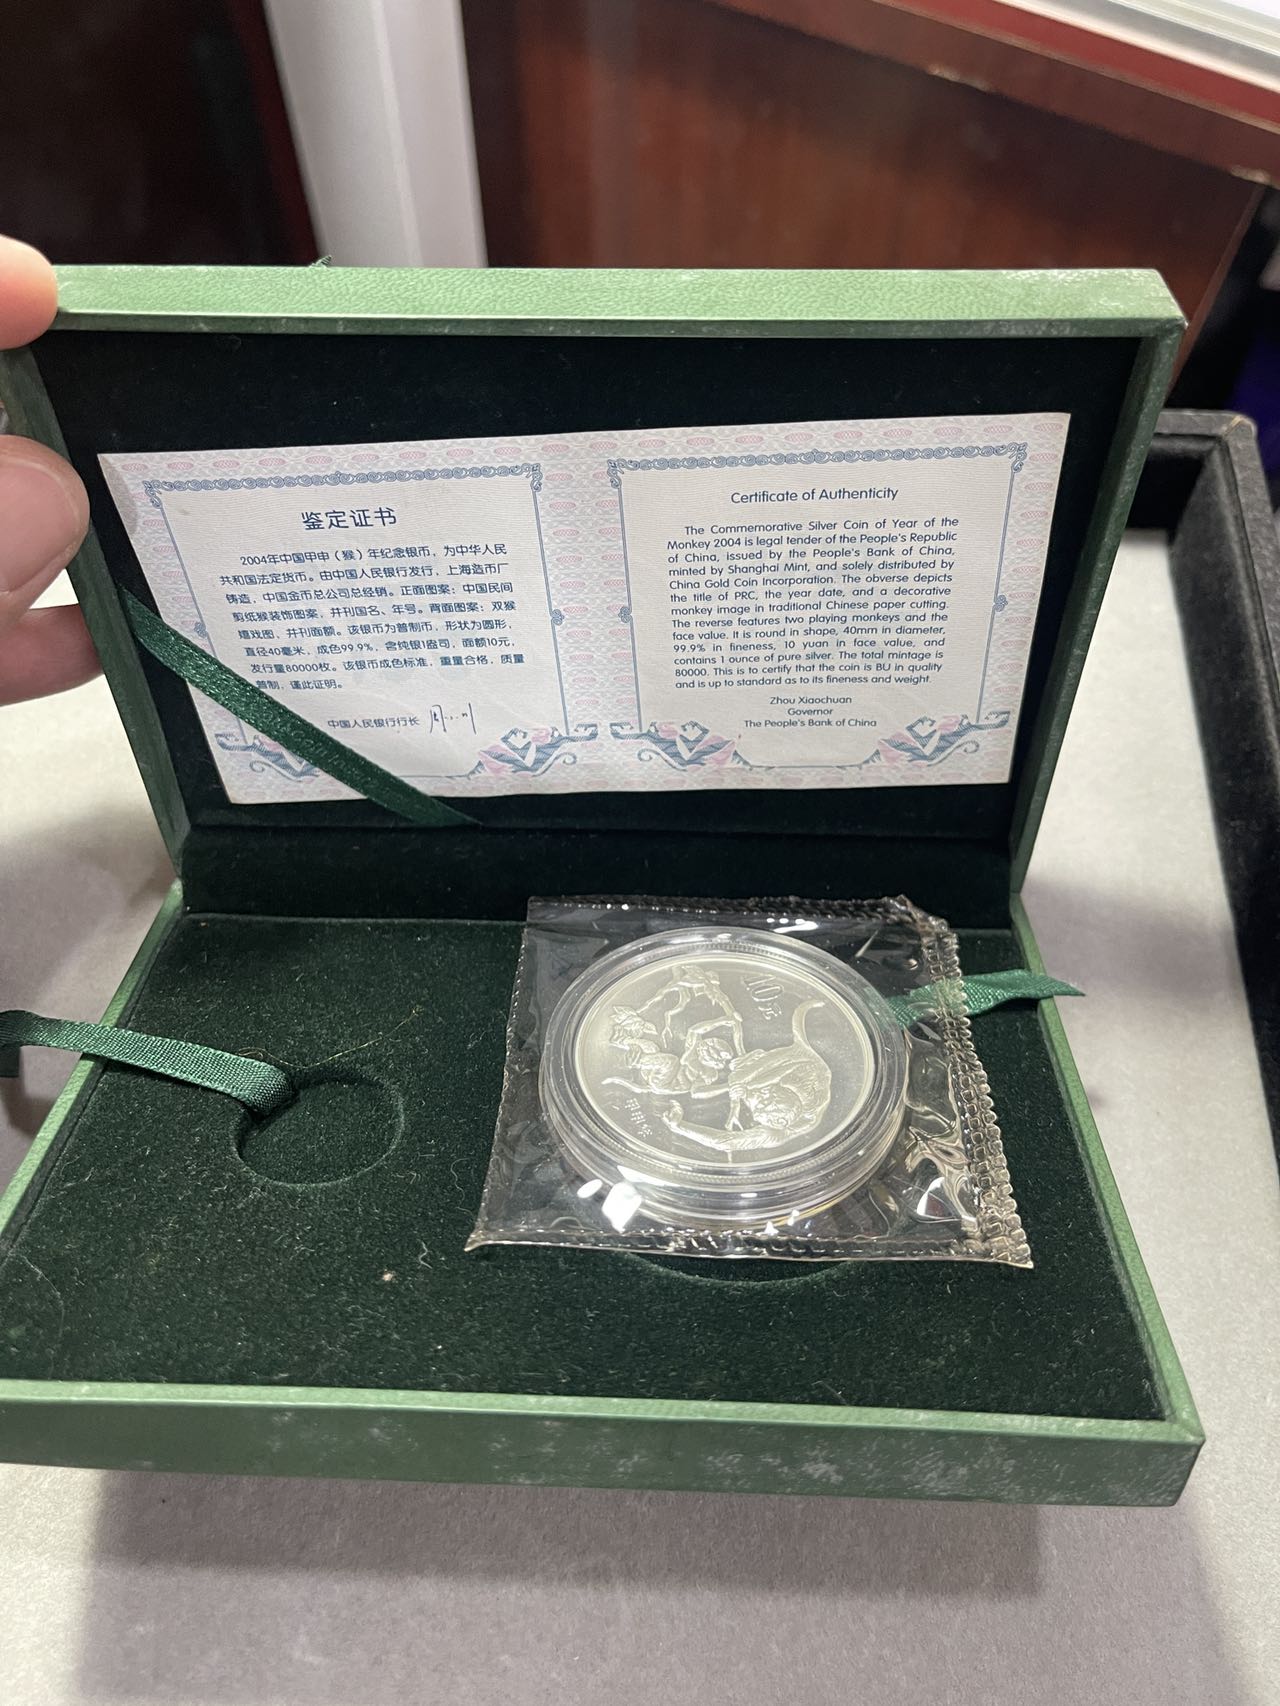 鉴定证书
2004年中国甲申（猴）年纪念银币，为中华人民
共和国法定货币。由中国人民银行发行，上海造币厂
铸造，中国金币总公司总经销。正面图案：中国民间
剪纸猴装饰图案，并刊国名、年号。背面图案：双猴
嬉戏图，并刊面额。该银币为普制币，形状为圆形，
直径40毫米，成色99.9%，含纯银1盎司，面额10元，
发行量80000枚。该银币成色标准，重量合格，质量
普制，谨此证明。
中国人民银行行长
Certificate of Authenticity
The Commemorative Silver Coin of Year of the
Monkey 2004 is legal tender of the People's Republic
of China, issued by the People's Bank of China,
minted by Shanghai Mint, and solely distributed by
China Gold Coin Incorporation. The obverse depicts
the title of PRC, the year date, and a decorative
monkey image in traditional Chinese paper cutting.
The reverse features two playing monkeys and the
face value. It is round in shape, 40mm in diameter,
99.9% in fineness, 10 yuan in face value, and
contains 1 ounce of pure silver. The total mintage is
80000. This is to certify that the coin is BU in quality
and is up to standard as to its fineness and weight.
Zhou Xiaochuan
Governor
The People's Bank of China
10元
甲申年